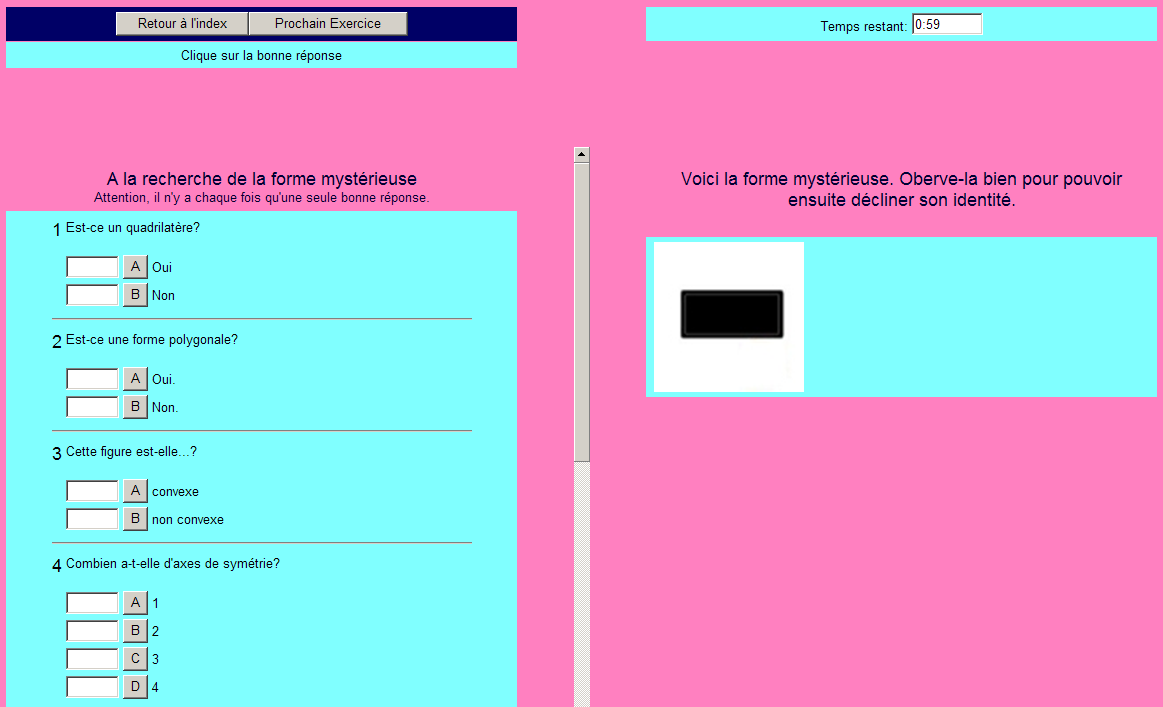 Retour à l'index
Prochain Exercice
Clique sur la bonne réponse
Temps restant: 0:59
A la recherche de la forme mystérieuse
Attention, il n'y a chaque fois qu'une seule bonne réponse.
1 Est-ce un quadrilatère?
A Oui
B Non
2 Est-ce une forme polygonale?
A Oui.
B Non.
3 Cette figure est-elle...?
A convexe
B non convexe
4 Combien a-t-elle d'axes de symétrie?
A 1
B 2
C 3
D 4
Voici la forme mystérieuse. Oberve-la bien pour pouvoir
ensuite décliner son identité.